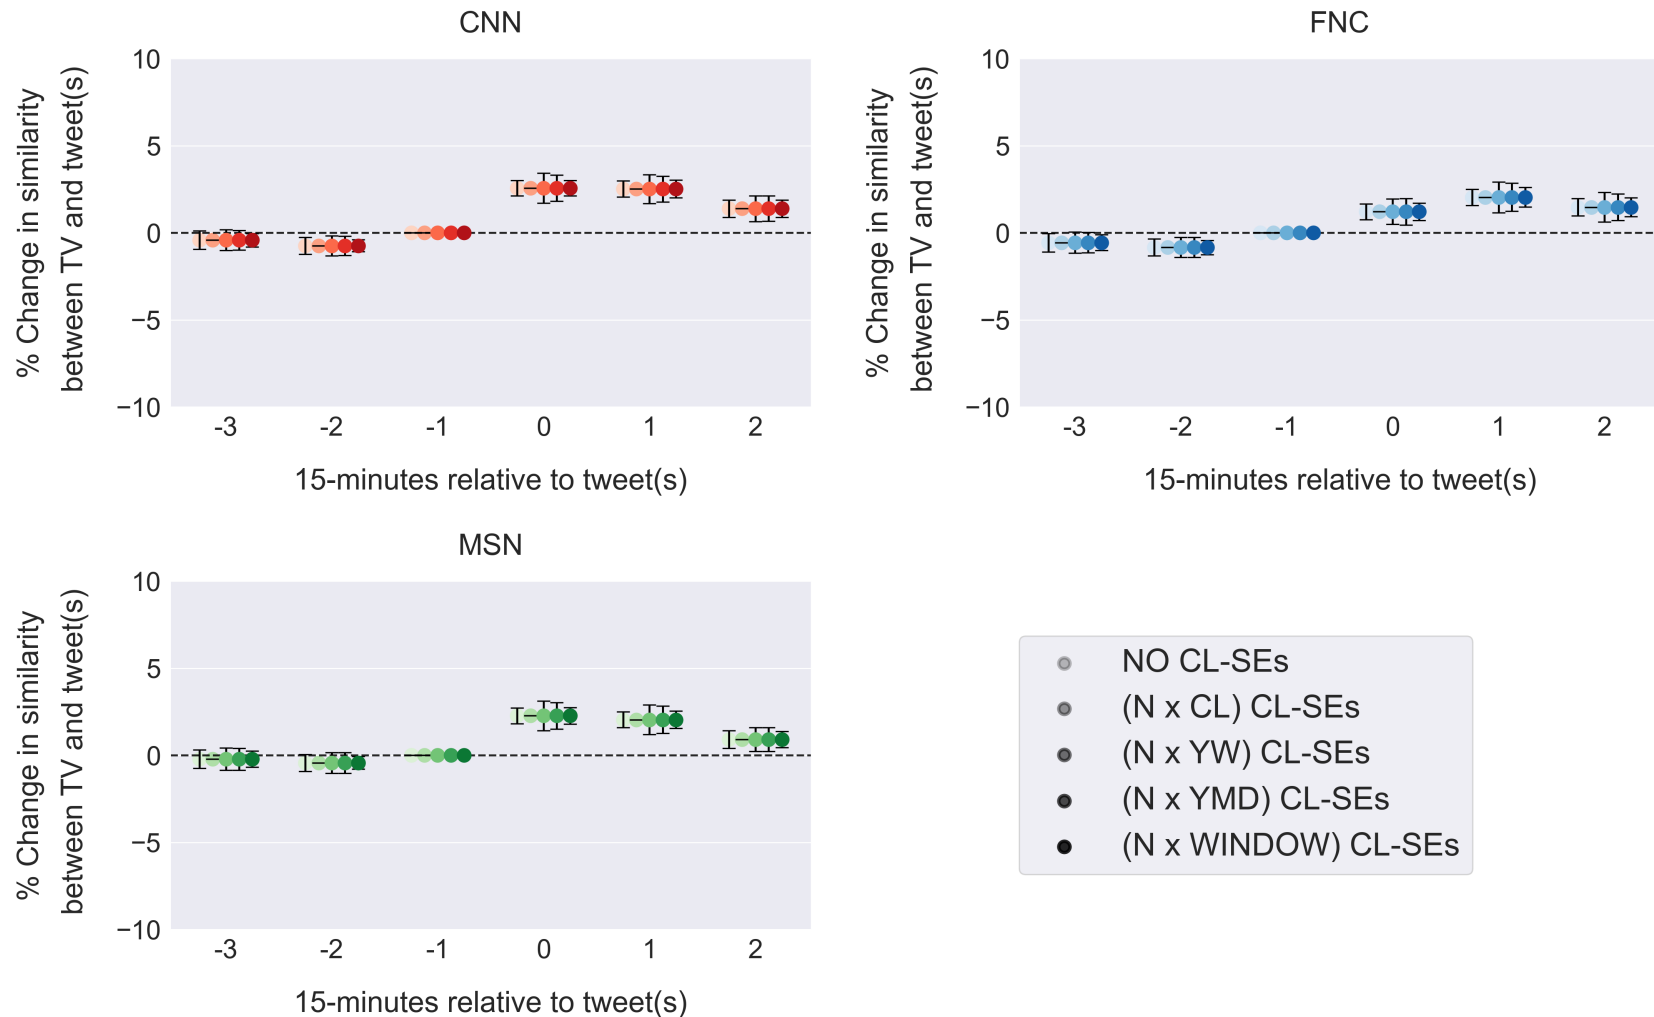 CNN
% Change in similarity
between TV and tweet(s)
10
5
0
−5
−10
-3 -2 -1 0 1 2
15-minutes relative to tweet(s)
FNC
% Change in similarity
between TV and tweet(s)
10
5
0
−5
−10
-3 -2 -1 0 1 2
15-minutes relative to tweet(s)
MSN
% Change in similarity
between TV and tweet(s)
10
5
0
−5
−10
-3 -2 -1 0 1 2
15-minutes relative to tweet(s)
NO CL-SEs
(N x CL) CL-SEs
(N x YW) CL-SEs
(N x YMD) CL-SEs
(N x WINDOW) CL-SEs